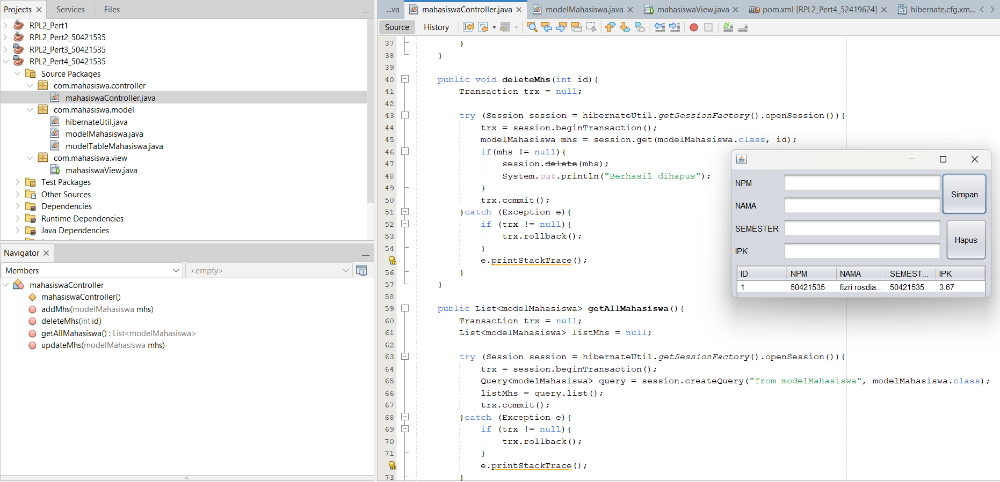 Projects
Services
Files
RPL2_Pert1
RPL2_Pert2_50421535
RPL2_Pert3_50421535
RPL2_Pert4_50421535
Source Packages
com.mahasiswa.controller
mahasiswaController.java
com.mahasiswa.model
hibernateUtil.java
modelMahasiswa.java
modelTableMahasiswa.java
com.mahasiswa.view
mahasiswaView.java
Test Packages
Other Sources
Dependencies
Runtime Dependencies
Java Dependencies
Navigator
Members
<empty>
mahasiswaController
mahasiswaController()
addMhs(modelMahasiswa mhs)
deleteMhs(int id)
getAllMahasiswa() : List<modelMahasiswa>
updateMhs(modelMahasiswa mhs)
...va
mahasiswaController.java
modelMahasiswa.java
mahasiswaView.java
pom.xml [RPL2_Pert4_52419624]
hibernate.cfg.xm...
Source
History
37 }
38 }
39
40 public void deleteMhs(int id){
41 Transaction trx = null;
42
43 try (Session session = hibernateUtil.getSessionFactory().openSession()){
44 trx = session.beginTransaction();
45 modelMahasiswa mhs = session.get(modelMahasiswa.class, id);
46 if(mhs != null){
47 session.delete(mhs);
48 System.out.println("Berhasil dihapus");
49 }
50 trx.commit();
51 }catch (Exception e){
52 if (trx != null){
53 trx.rollback();
54 }
e.printStackTrace();
56 }
57 }
58
59 public List<modelMahasiswa> getAllMahasiswa(){
60 Transaction trx = null;
61 List<modelMahasiswa> listMhs = null;
62
63 try (Session session = hibernateUtil.getSessionFactory().openSession()){
64 trx = session.beginTransaction();
65 Query<modelMahasiswa> query = session.createQuery("from modelMahasiswa", modelMahasiswa.class);
66 listMhs = query.list();
67 trx.commit();
68 }catch (Exception e){
69 if (trx != null){
70 trx.rollback();
71 }
e.printStackTrace();
73 }
NPM
Simpan
NAMA
SEMESTER
Hapus
IPK
ID NPM NAMA SEMEST... IPK
1 50421535 fizri rosdia... 50421535 3.67